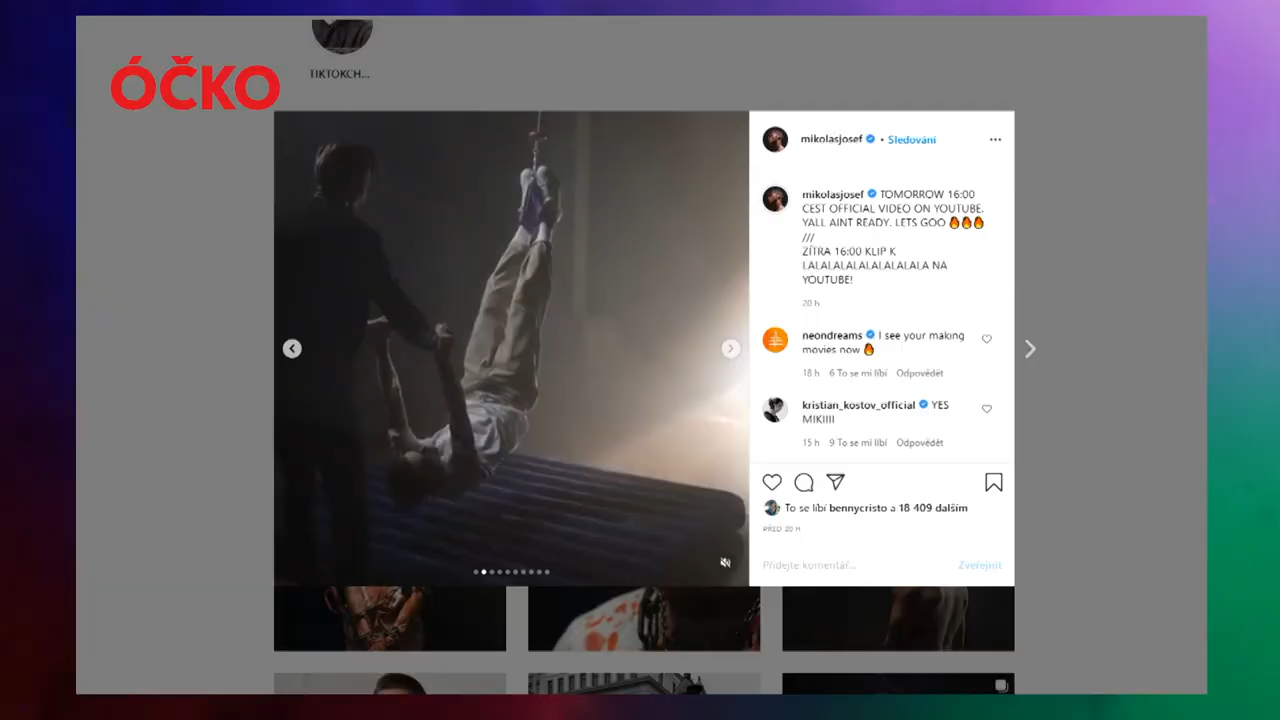 TIKTOKCH...
ÓČKO
mikolasjosef • Sledování
mikolasjosef TOMORROW 16:00
CEST OFFICIAL VIDEO ON YOUTUBE.
YALL AINT READY. LETS GOO 🔥🔥🔥
///
ZÍTRA 16:00 KLIP K
LALALALALALALALALALA NA
YOUTUBE!
20 h
neondreams I see your making
movies now 🔥
18 h 6 To se mi líbí Odpovědět
kristian_kostov_official YES
MIKIIII
15 h 9 To se mi líbí Odpovědět
To se líbí bennycristo a 18 409 dalším
PŘED 20 H
Přidejte komentář... Zveřejnit